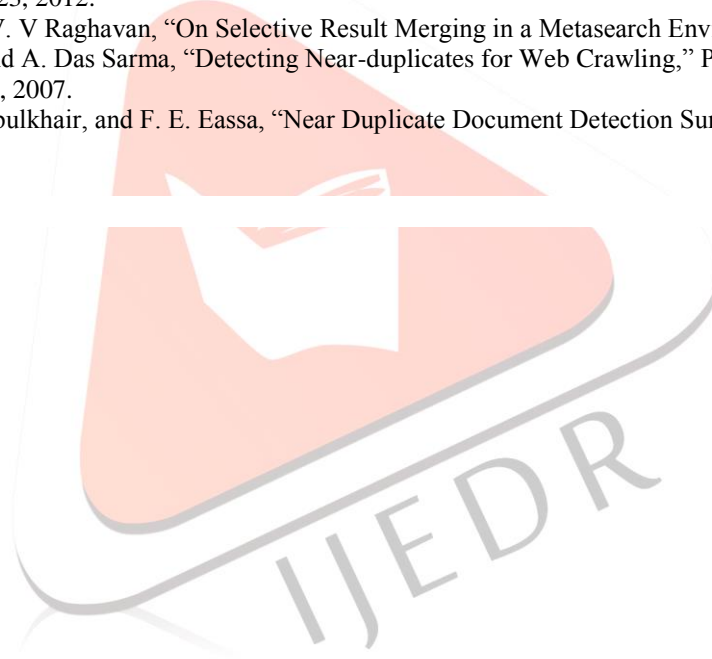 23, 2012.
V. V Raghavan, “On Selective Result Merging in a Metasearch Env
d A. Das Sarma, “Detecting Near-duplicates for Web Crawling,” P
, 2007.
bulkhair, and F. E. Eassa, “Near Duplicate Document Detection Sur
IJEDR